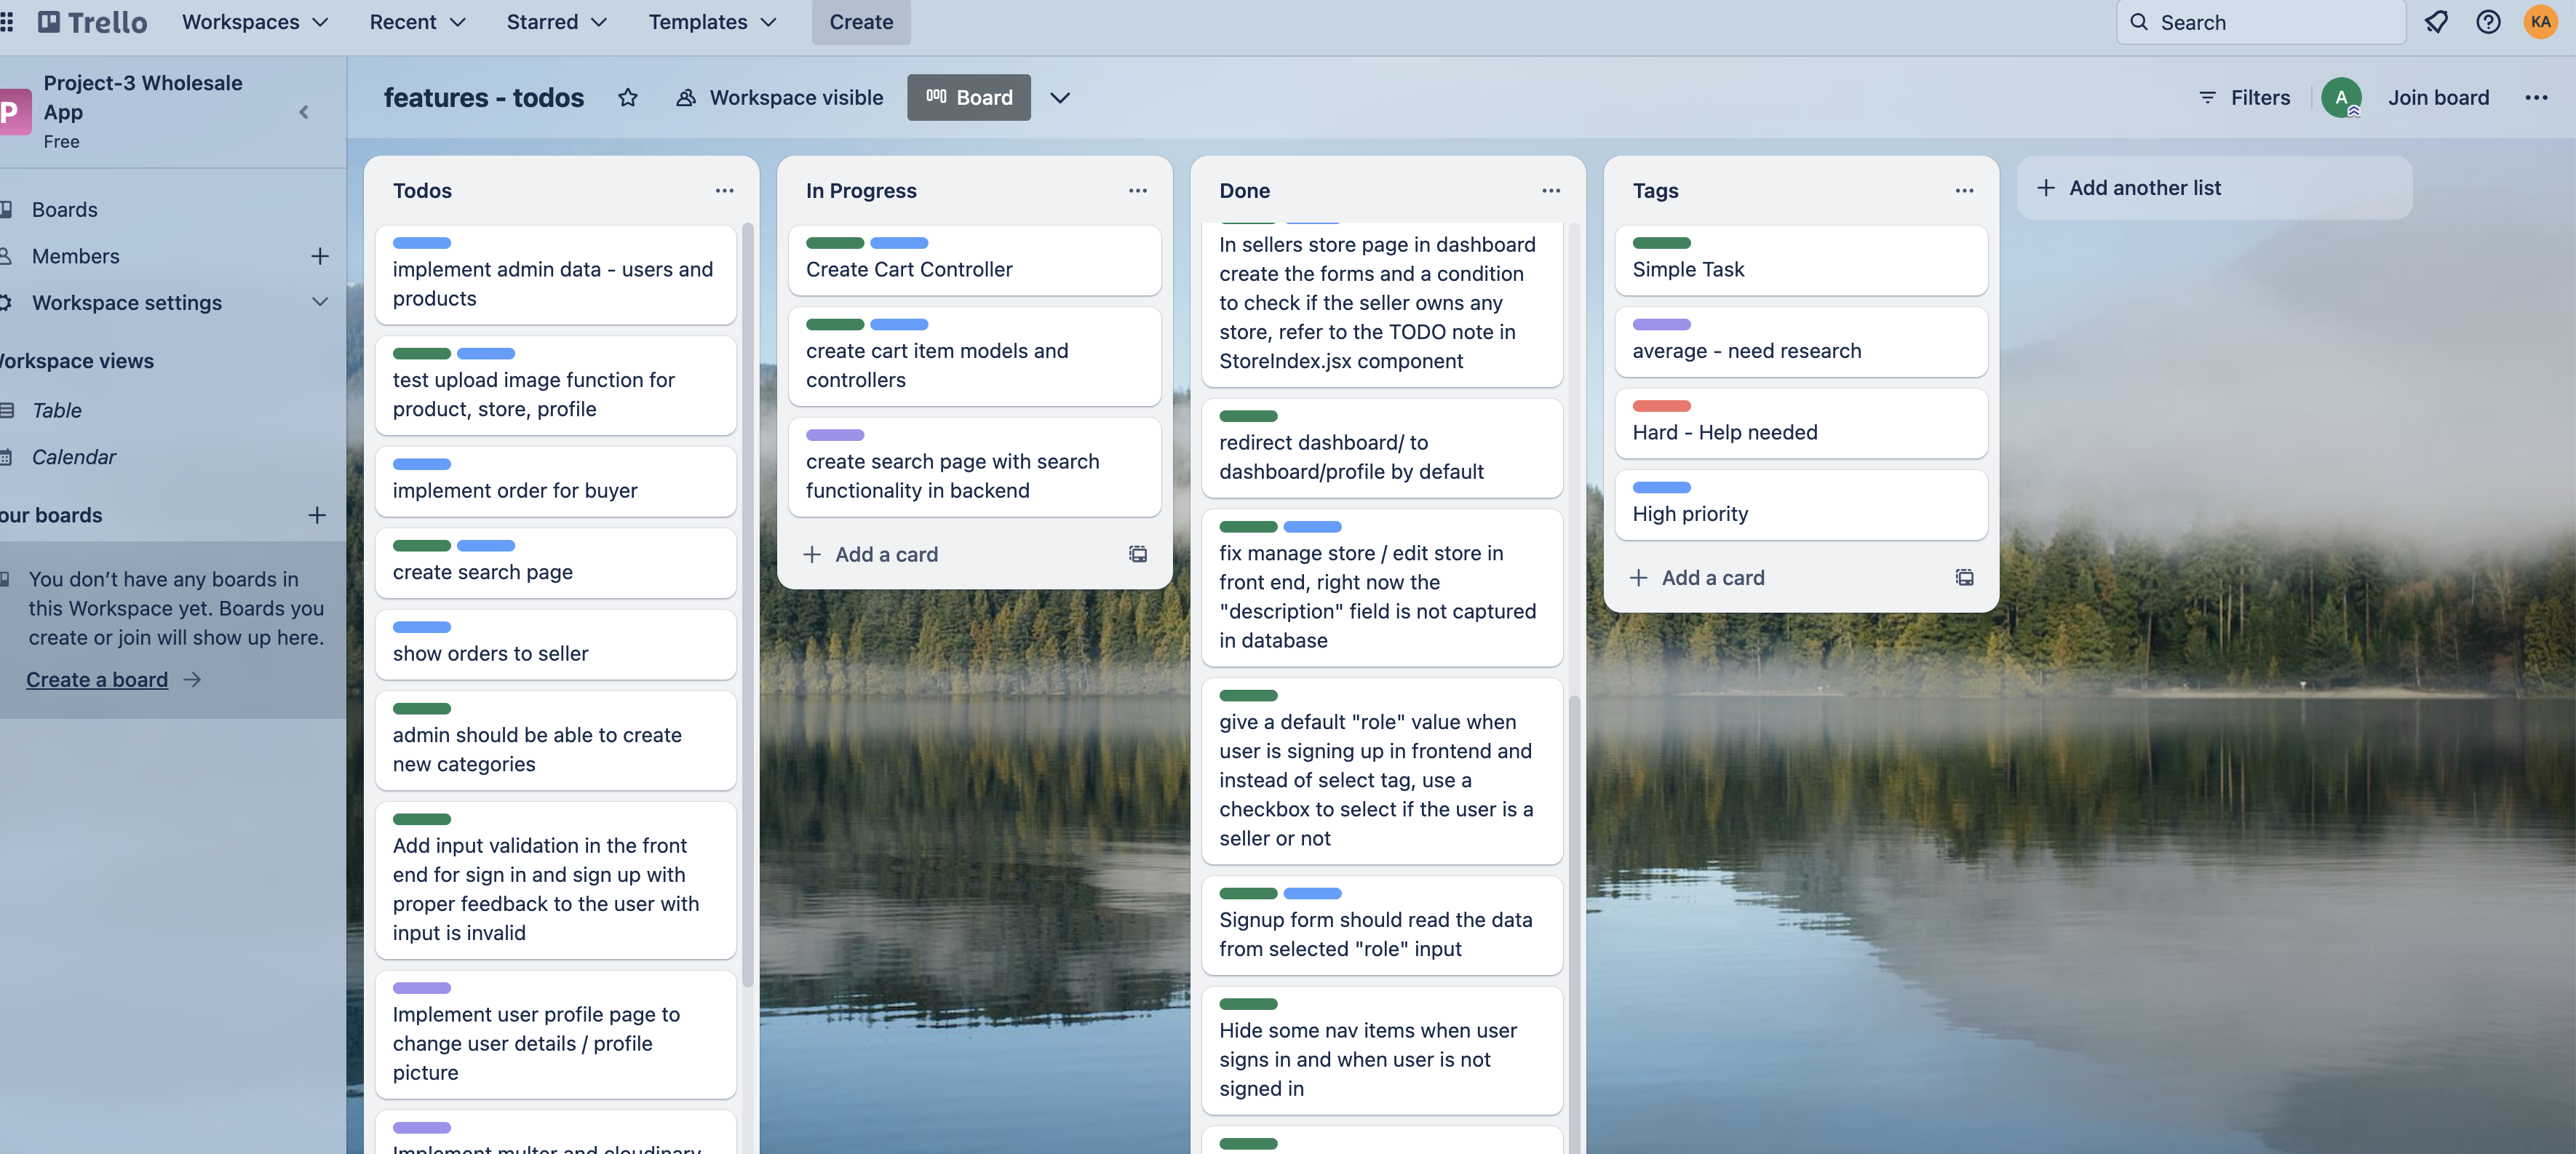 Trello
Workspaces
Recent
Starred
Templates
Create
Search
KA
P
Project-3 Wholesale
App
Free
features - todos
Workspace visible
Board
Filters
A
Join board
Boards
Members
Workspace settings
orkspace views
Table
Calendar
our boards
You don’t have any boards in
this Workspace yet. Boards you
create or join will show up here.
Create a board
Todos
implement admin data - users and
products
test upload image function for
product, store, profile
implement order for buyer
create search page
show orders to seller
admin should be able to create
new categories
Add input validation in the front
end for sign in and sign up with
proper feedback to the user with
input is invalid
Implement user profile page to
change user details / profile
picture
Implement multer and cloudinary
In Progress
Create Cart Controller
create cart item models and
controllers
create search page with search
functionality in backend
Add a card
Done
In sellers store page in dashboard
create the forms and a condition
to check if the seller owns any
store, refer to the TODO note in
StoreIndex.jsx component
redirect dashboard/ to
dashboard/profile by default
fix manage store / edit store in
front end, right now the
"description" field is not captured
in database
give a default "role" value when
user is signing up in frontend and
instead of select tag, use a
checkbox to select if the user is a
seller or not
Signup form should read the data
from selected "role" input
Hide some nav items when user
signs in and when user is not
signed in
Tags
Simple Task
average - need research
Hard - Help needed
High priority
Add a card
Add another list